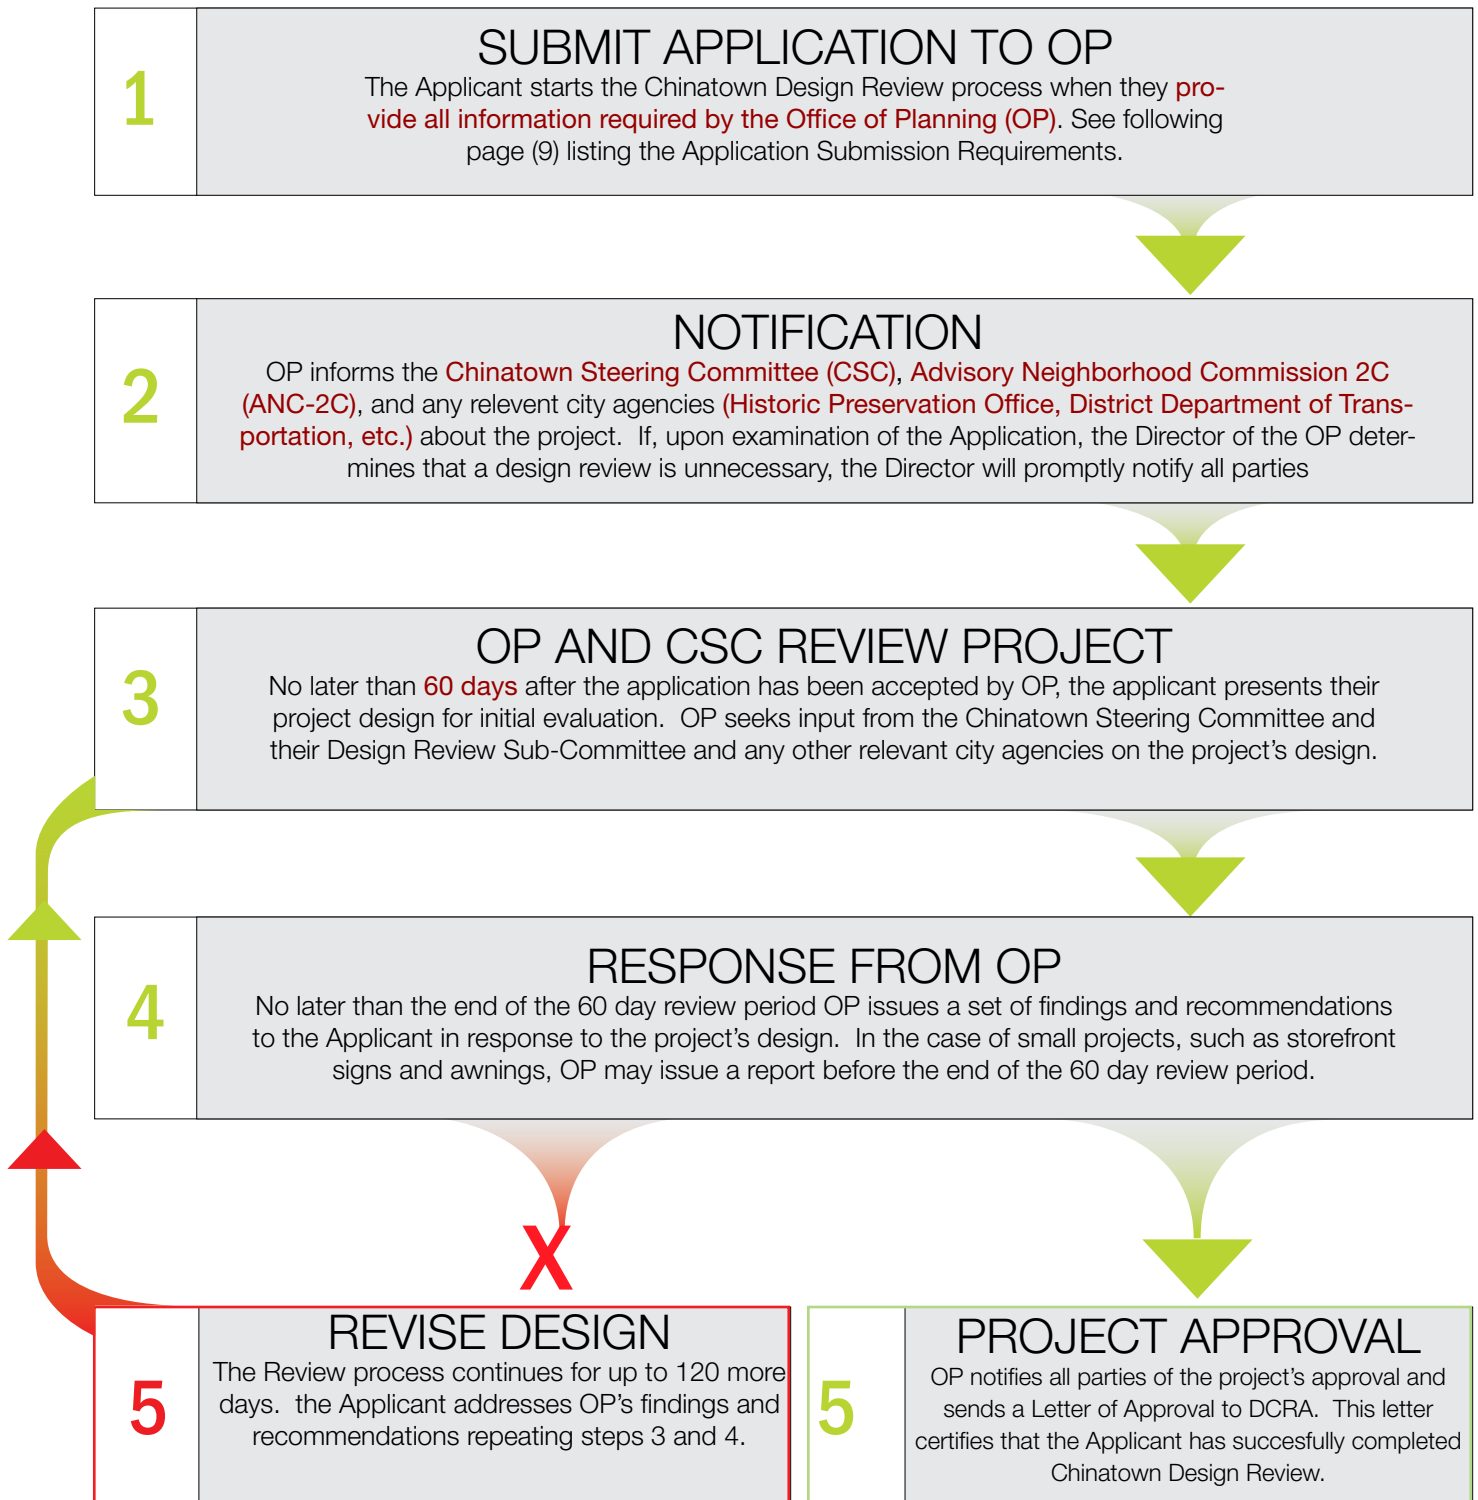 1
SUBMIT APPLICATION TO OP
The Applicant starts the Chinatown Design Review process when they pro-
vide all information required by the Office of Planning (OP). See following
page (9) listing the Application Submission Requirements.
2
NOTIFICATION
OP informs the Chinatown Steering Committee (CSC), Advisory Neighborhood Commission 2C
(ANC-2C), and any relevent city agencies (Historic Preservation Office, District Department of Trans-
portation, etc.) about the project.  If, upon examination of the Application, the Director of the OP deter-
mines that a design review is unnecessary, the Director will promptly notify all parties
3
OP AND CSC REVIEW PROJECT
No later than 60 days after the application has been accepted by OP, the applicant presents their
project design for initial evaluation.  OP seeks input from the Chinatown Steering Committee and
their Design Review Sub-Committee and any other relevant city agencies on the project's design.
4
RESPONSE FROM OP
No later than the end of the 60 day review period OP issues a set of findings and recommendations
to the Applicant in response to the project's design.  In the case of small projects, such as storefront
signs and awnings, OP may issue a report before the end of the 60 day review period.
X
5
REVISE DESIGN
The Review process continues for up to 120 more
days.  the Applicant addresses OP's findings and
recommendations repeating steps 3 and 4.
5
PROJECT APPROVAL
OP notifies all parties of the project's approval and
sends a Letter of Approval to DCRA.  This letter
certifies that the Applicant has succesfully completed
Chinatown Design Review.